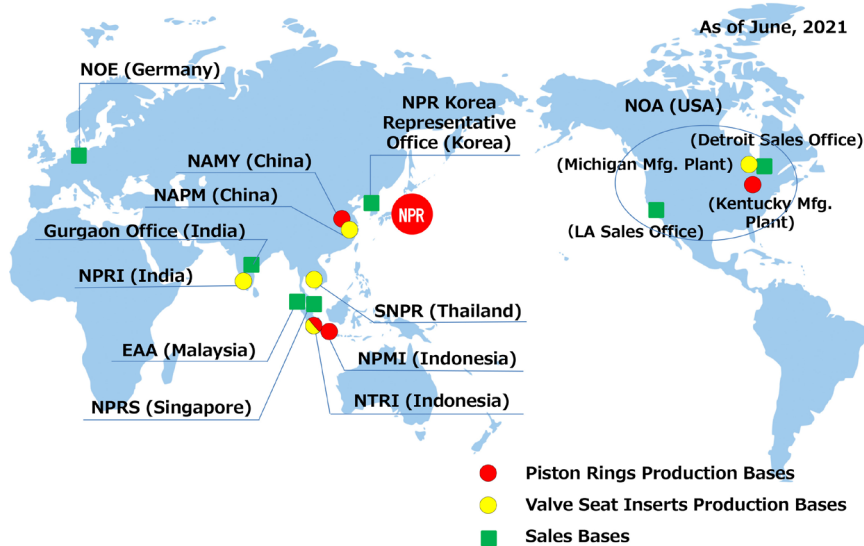 As of June, 2021
NOE (Germany)
NPR Korea
Representative
Office (Korea)
NOA (USA)
(Detroit Sales Office)
NAMY (China)
(Michigan Mfg. Plant)
NAPM (China)
NPR
(Kentucky Mfg.
Plant)
Gurgaon Office (India)
(LA Sales Office)
NPRI (India)
SNPR (Thailand)
EAA (Malaysia)
NPMI (Indonesia)
NPRS (Singapore)
NTRI (Indonesia)
Piston Rings Production Bases
Valve Seat Inserts Production Bases
Sales Bases